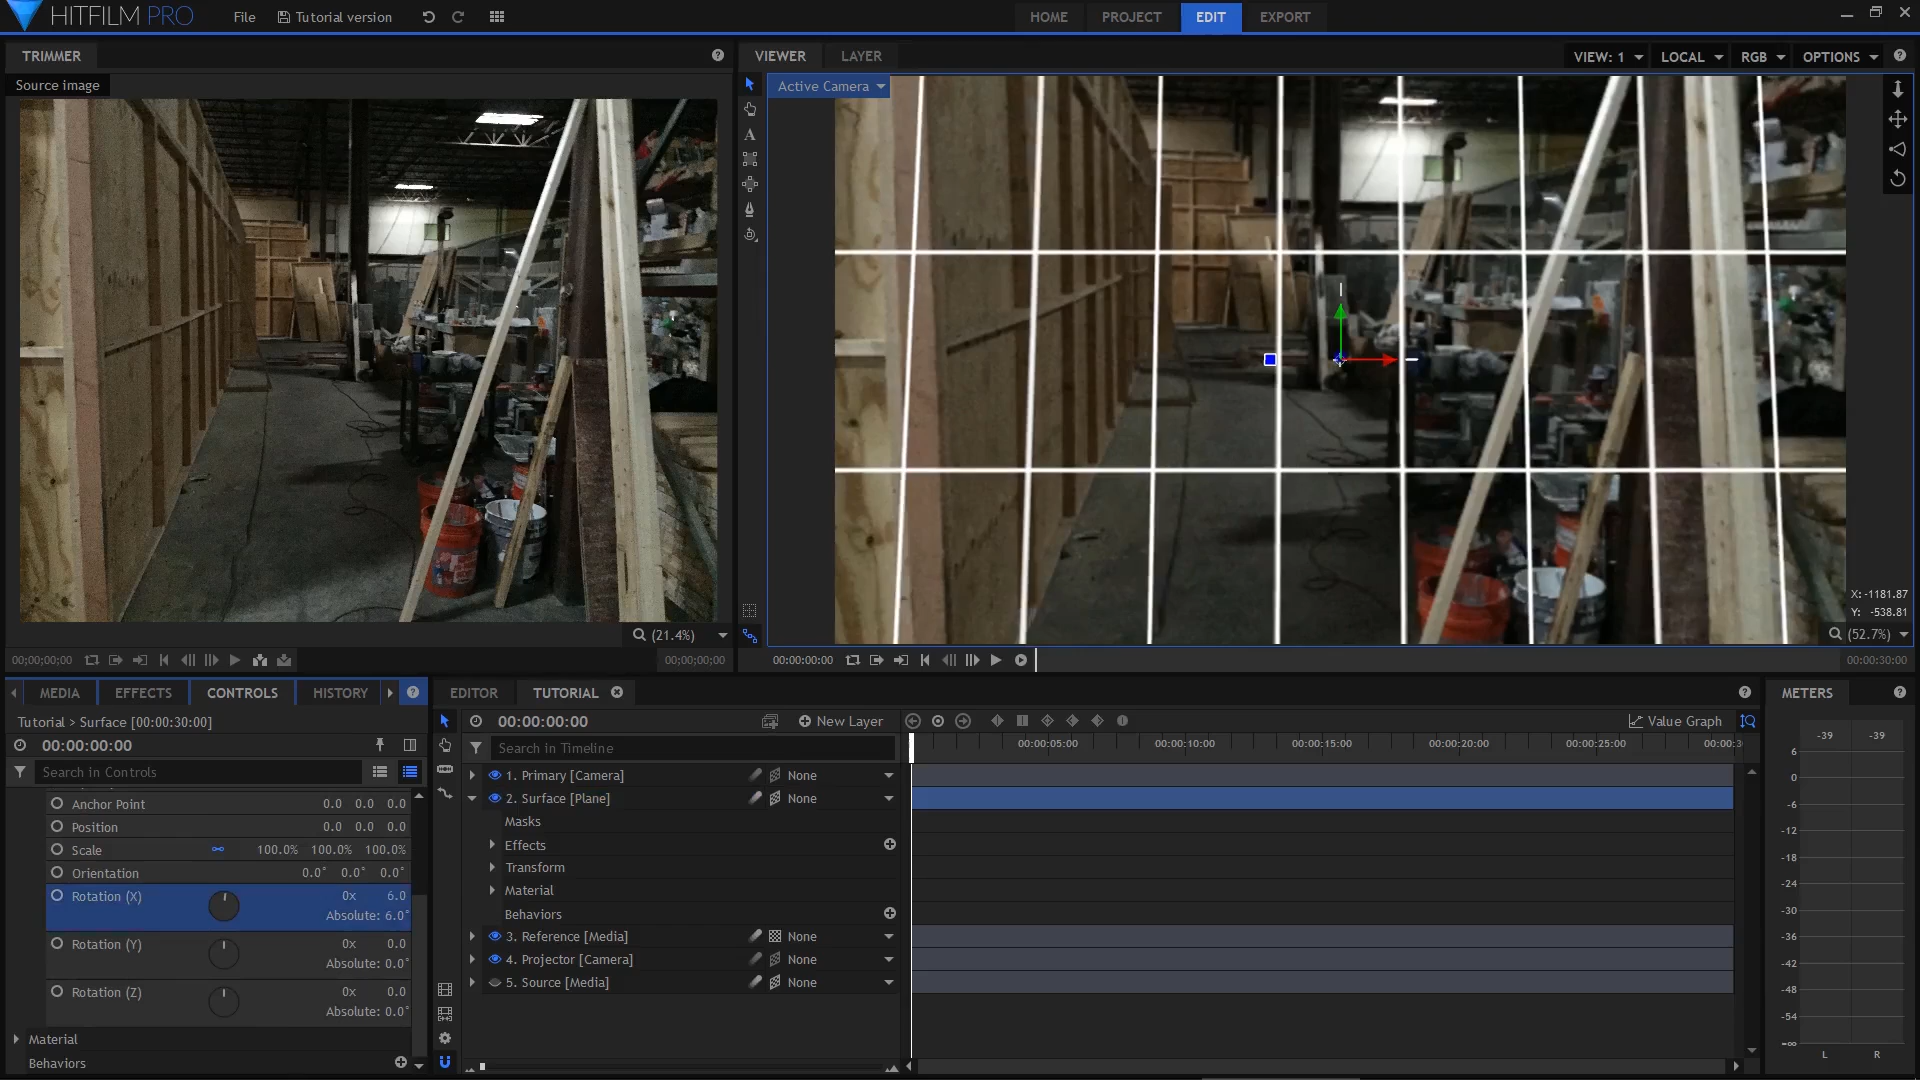 HITFILM PRO
File
Tutorial version
HOME
PROJECT
EDIT
EXPORT
TRIMMER
Source image
(21.4%)
00;00;00;00
00;00;00;00
VIEWER
LAYER
VIEW: 1
LOCAL
RGB
OPTIONS
Active Camera
A
X: -1181.87
Y: -538.81
(52.7%)
00:00:00:00
00:00:30:00
MEDIA
EFFECTS
CONTROLS
HISTORY
Tutorial > Surface [00:00:30:00]
00:00:00:00
Search in Controls
Anchor Point 0.0 0.0 0.0
Position 0.0 0.0 0.0
Scale 100.0% 100.0% 100.0%
Orientation 0.0° 0.0° 0.0°
Rotation (X) 0x 6.0
Absolute: 6.0°
Rotation (Y) 0x 0.0
Absolute: 0.0°
Rotation (Z) 0x 0.0
Absolute: 0.0°
Material
Behaviors
EDITOR
TUTORIAL
00:00:00:00
New Layer
Value Graph
Search in Timeline
00:00:05:00 00:00:10:00 00:00:15:00 00:00:20:00 00:00:25:00 00:00:3
1. Primary [Camera] None
2. Surface [Plane] None
Masks
Effects
Transform
Material
Behaviors
3. Reference [Media] None
4. Projector [Camera] None
5. Source [Media] None
METERS
-39 -39
6
0
-6
-12
-18
-24
-30
-36
-42
-48
-54
-∞
L R